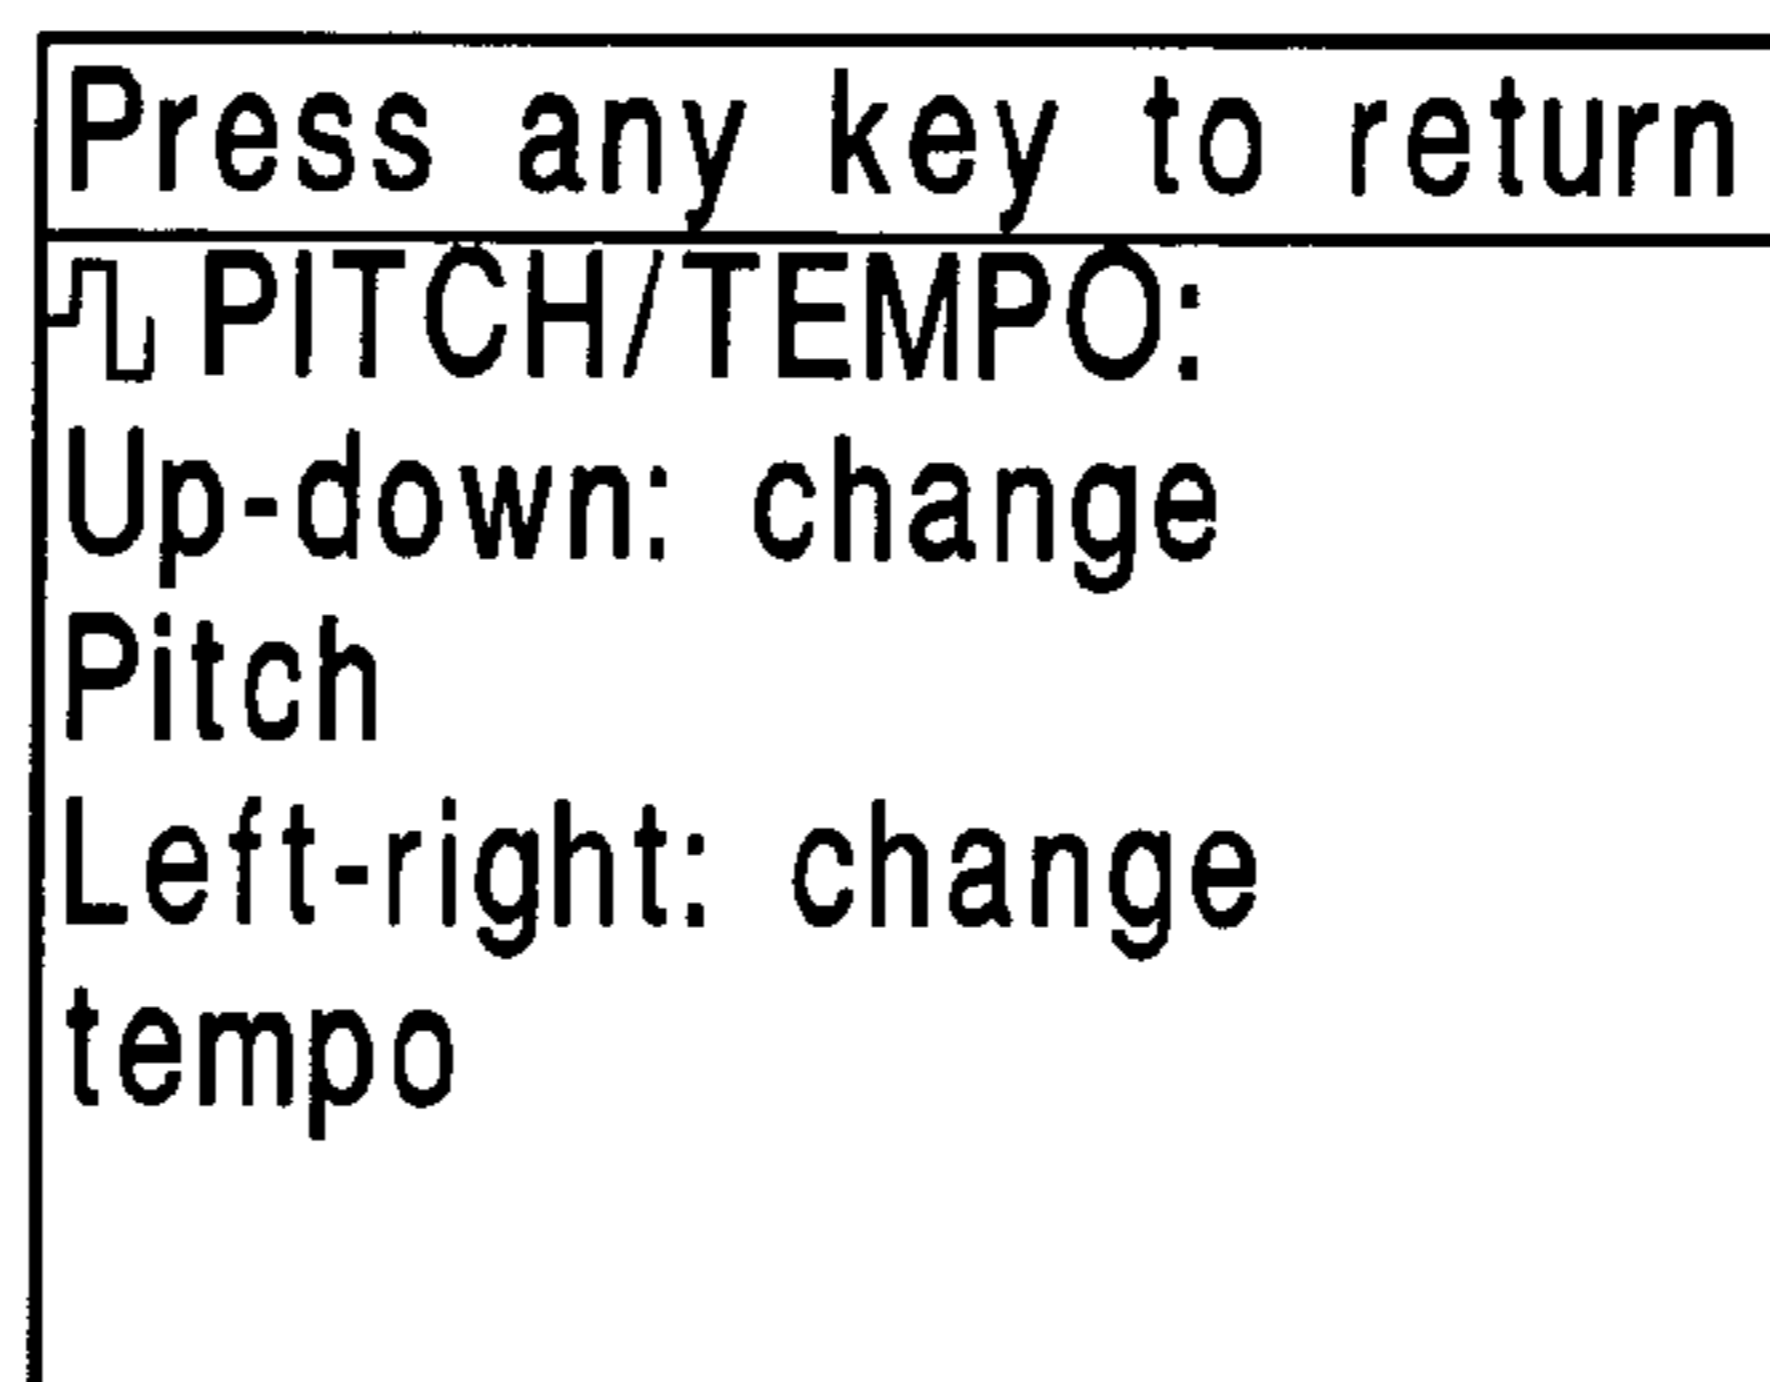 Press any key to return
PITCH/TEMPO:
Up-down: change
Pitch
Left-right: change
tempo